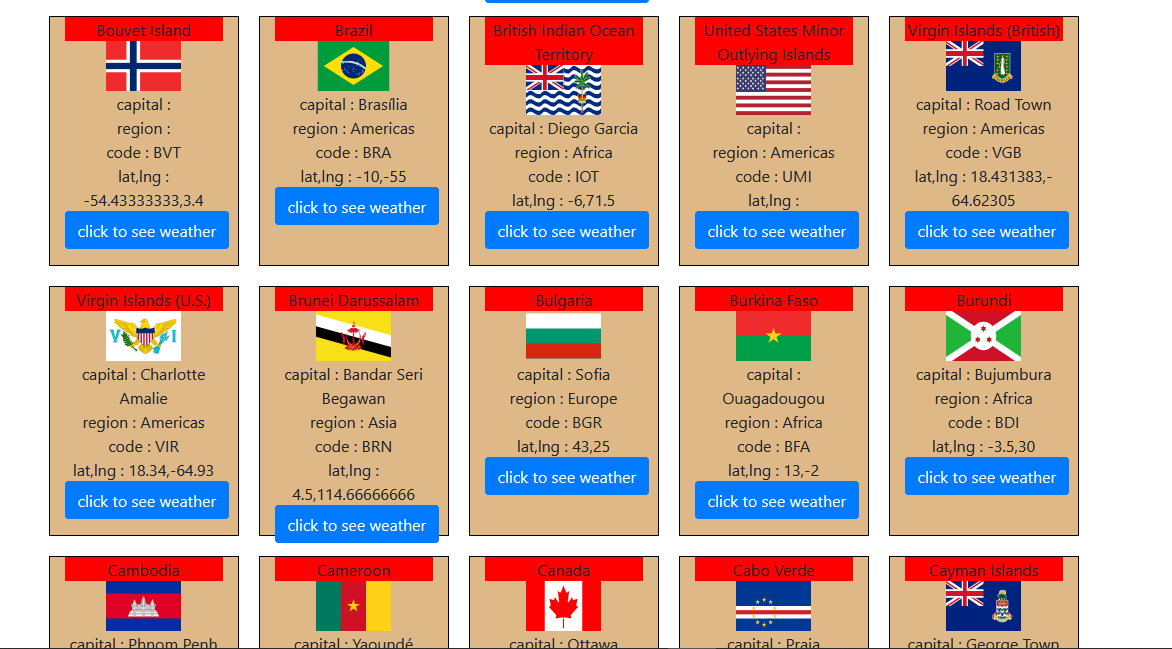 Bouvet Island
capital :
region :
code : BVT
lat,lng :
-54.43333333,3.4
click to see weather
Brazil
capital : Brasília
region : Americas
code : BRA
lat,lng : -10,-55
click to see weather
British Indian Ocean
Territory
capital : Diego Garcia
region : Africa
code : IOT
lat,lng : -6,71.5
click to see weather
United States Minor
Outlying Islands
capital :
region : Americas
code : UMI
lat,lng :
click to see weather
Virgin Islands (British)
capital : Road Town
region : Americas
code : VGB
lat,lng : 18.431383,-
64.62305
click to see weather
Virgin Islands (U.S.)
V I
capital : Charlotte
Amalie
region : Americas
code : VIR
lat,lng : 18.34,-64.93
click to see weather
Brunei Darussalam
capital : Bandar Seri
Begawan
region : Asia
code : BRN
lat,lng :
4.5,114.66666666
click to see weather
Bulgaria
capital : Sofia
region : Europe
code : BGR
lat,lng : 43,25
click to see weather
Burkina Faso
capital :
Ouagadougou
region : Africa
code : BFA
lat,lng : 13,-2
click to see weather
Burundi
capital : Bujumbura
region : Africa
code : BDI
lat,lng : -3.5,30
click to see weather
Cambodia
capital : Phnom Penh
Cameroon
capital : Yaoundé
Canada
capital : Ottawa
Cabo Verde
capital : Praia
Cayman Islands
capital : George Town